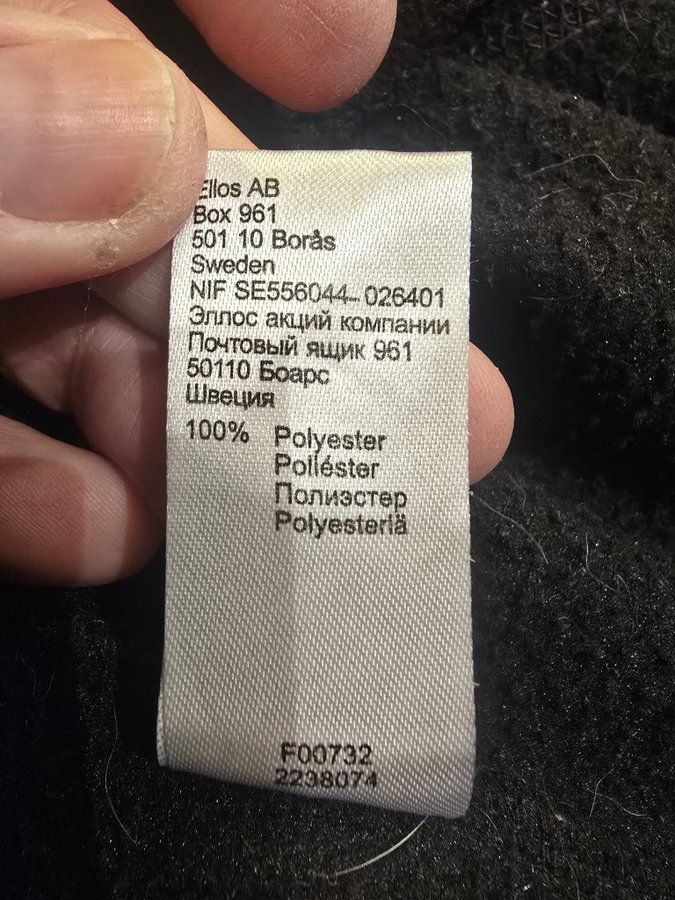 Ellos AB
Box 961
501 10 Borås
Sweden
NIF SE556044-026401
Эллос акций компании
Почтовый ящик 961
50110 Боарс
Швеция
100% Polyester
Poliéster
Полиэстер
Polyesteriä
F00732
2238074